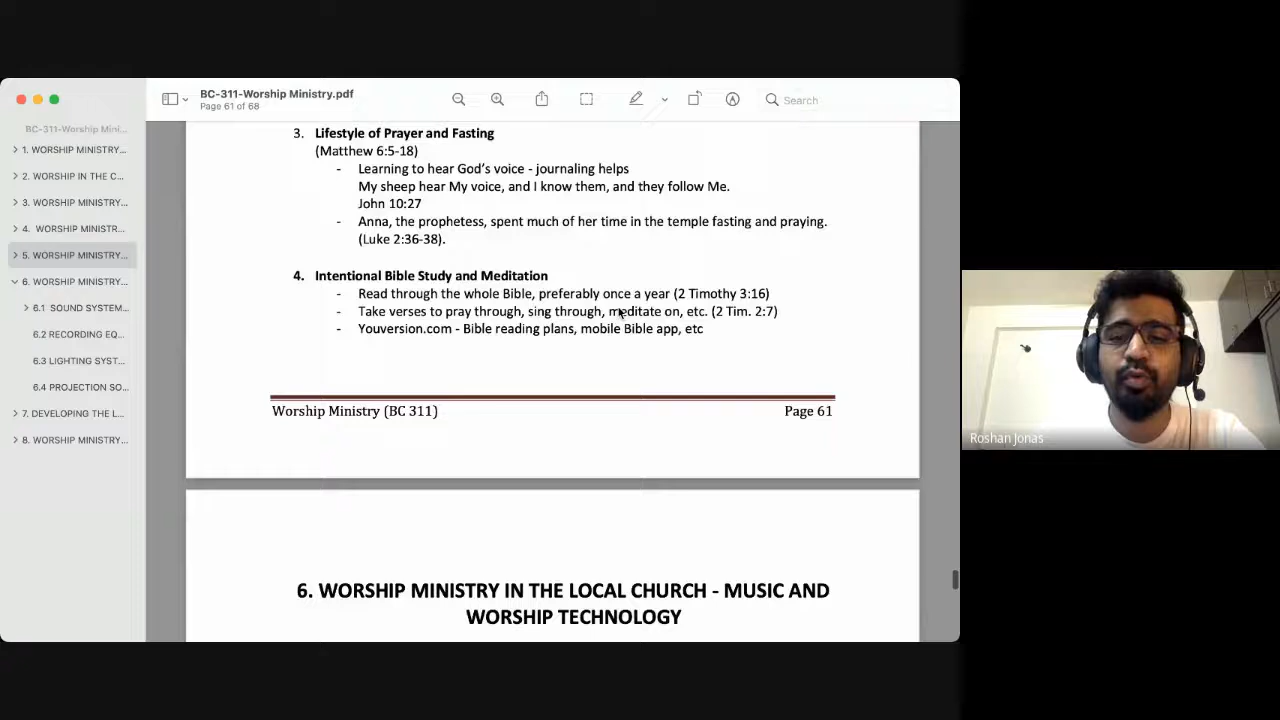 BC-311-Worship Ministry.pdf
Page 61 of 68
Search
BC-311-Worship Mini...
1. WORSHIP MINISTRY...
2. WORSHIP IN THE C...
3. WORSHIP MINISTRY...
4. WORSHIP MINISTR...
5. WORSHIP MINISTRY...
6. WORSHIP MINISTRY...
6.1 SOUND SYSTEM...
6.2 RECORDING EQ...
6.3 LIGHTING SYST...
6.4 PROJECTION SO...
7. DEVELOPING THE L...
8. WORSHIP MINISTRY...
3. Lifestyle of Prayer and Fasting
(Matthew 6:5-18)
- Learning to hear God's voice - journaling helps
My sheep hear My voice, and I know them, and they follow Me.
John 10:27
- Anna, the prophetess, spent much of her time in the temple fasting and praying.
(Luke 2:36-38).
4. Intentional Bible Study and Meditation
- Read through the whole Bible, preferably once a year (2 Timothy 3:16)
- Take verses to pray through, sing through, meditate on, etc. (2 Tim. 2:7)
- Youversion.com - Bible reading plans, mobile Bible app, etc
Worship Ministry (BC 311)
Page 61
6. WORSHIP MINISTRY IN THE LOCAL CHURCH - MUSIC AND
WORSHIP TECHNOLOGY
Roshan Jonas